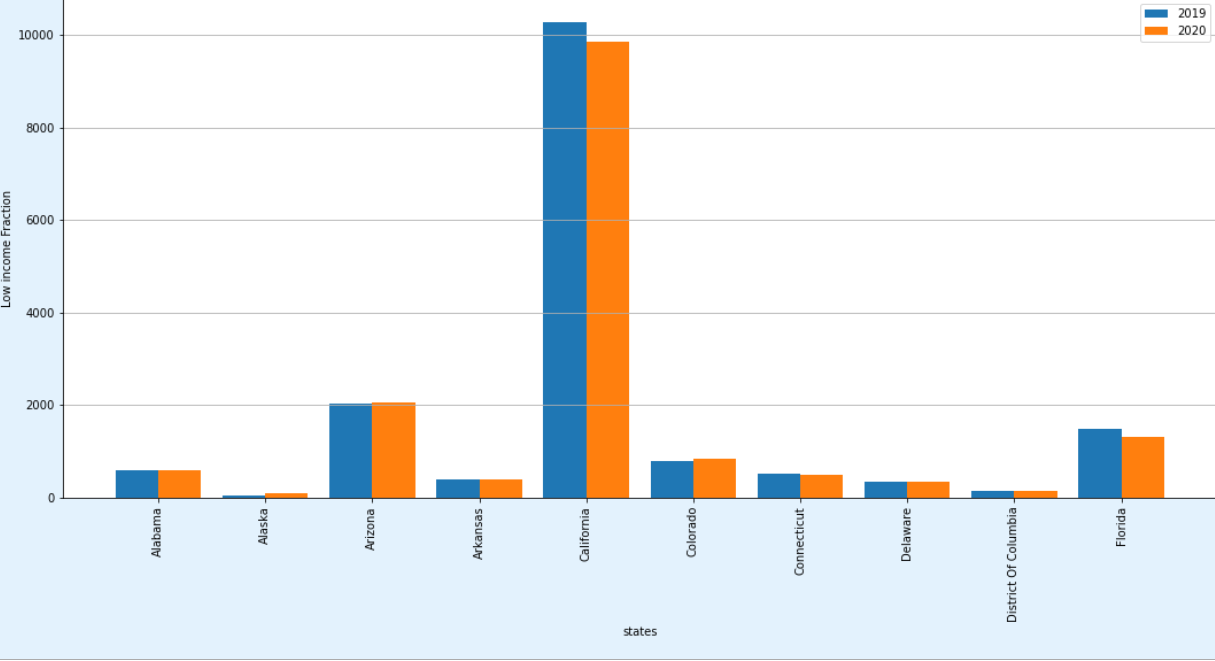 2019
2020
10000
8000
6000
4000
2000
0
Low income Fraction
Alabama
Alaska
Arizona
Arkansas
California
Colorado
Connecticut
Delaware
District Of Columbia
Florida
states